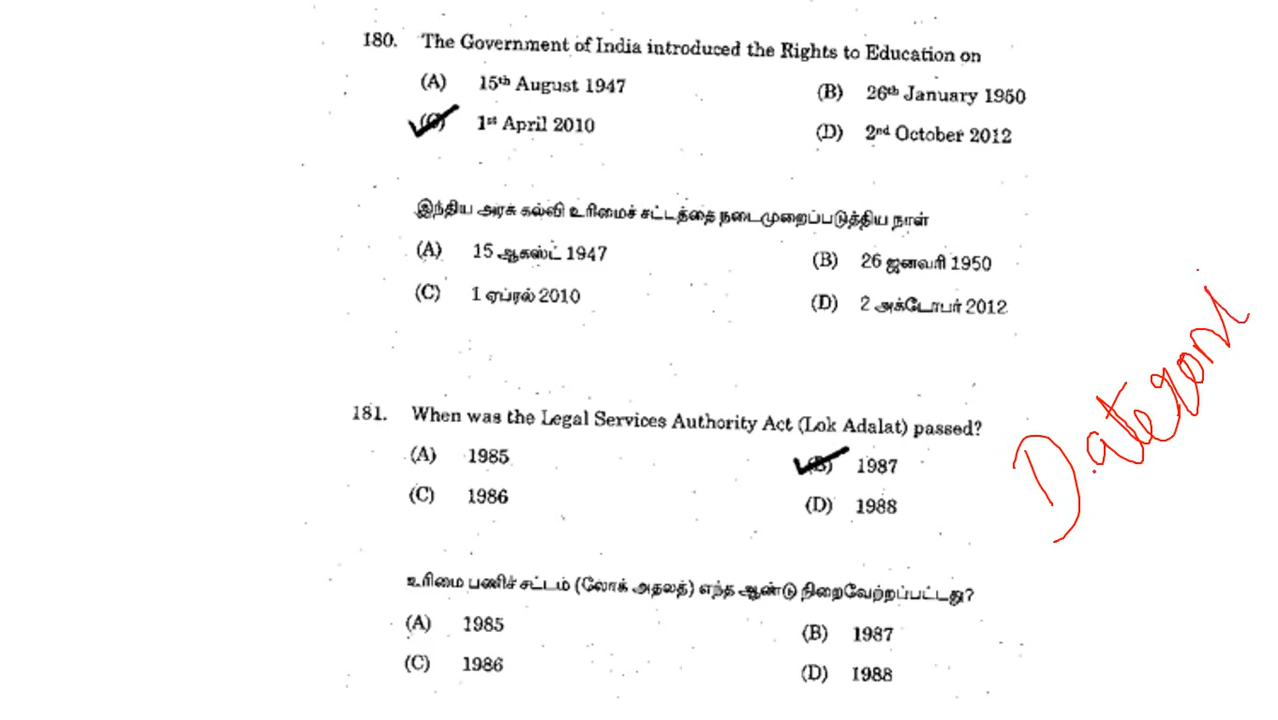 180. The Government of India introduced the Rights to Education on
(A) 15th August 1947 (B) 26th January 1950
(C) 1st April 2010 (D) 2nd October 2012
இந்திய அரசு கல்வி உரிமைச் சட்டத்தை நடைமுறைப்படுத்திய நாள்
(A) 15 ஆகஸ்ட் 1947 (B) 26 ஜனவரி 1950
(C) 1 ஏப்ரல் 2010 (D) 2 அக்டோபர் 2012
181. When was the Legal Services Authority Act (Lok Adalat) passed?
(A) 1985 (B) 1987
(C) 1986 (D) 1988
உரிமை பணிச் சட்டம் (லோக் அதலத்) எந்த ஆண்டு நிறைவேற்றப்பட்டது?
(A) 1985 (B) 1987
(C) 1986 (D) 1988